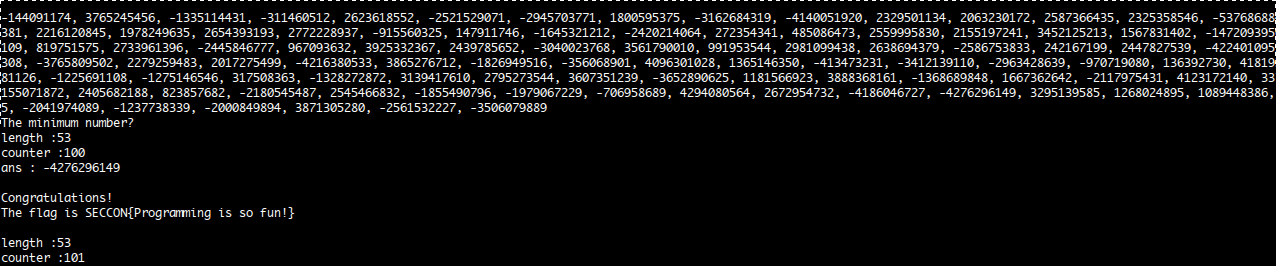 -144091174, 3765245456, -1335114431, -311460512, 2623618552, -2521529071, -2945703771, 1800595375, -3162684319, -4140051920, 2329501134, 2063230172, 2587366435, 2325358546, -53768688
381, 2216120845, 1978249635, 2654393193, 2772228937, -915560325, 147911746, -1645321212, -2420214064, 272354341, 485086473, 2559995830, 2155197241, 3452125213, 1567831402, -147209395
109, 819751575, 2733961396, -2445846777, 967093632, 3925332367, 2439785652, -3040023768, 3561790010, 991953544, 2981099438, 2638694379, -2586753833, 242167199, 2447827539, -422401095
308, -3765809502, 2279259483, 2017275499, -4216380533, 3865276712, -1826949516, -356068901, 4096301028, 1365146350, -413473231, -3412139110, -2963428639, -970719080, 136392730, 41819
81126, -1225691108, -1275146546, 317508363, -1328272872, 3139417610, 2795273544, 3607351239, -3652890625, 1181566923, 3888368161, -1368689848, 1667362642, -2117975431, 4123172140, 33
155071872, 2405682188, 823857682, -2180545487, 2545466832, -1855490796, -1979067229, -706958689, 4294080564, 2672954732, -4186046727, -4276296149, 3295139585, 1268024895, 1089448386,
5, -2041974089, -1237738339, -2000849894, 3871305280, -2561532227, -3506079889
The minimum number?
length :53
counter :100
ans : -4276296149
Congratulations!
The flag is SECCON{Programming is so fun!}
length :53
counter :101